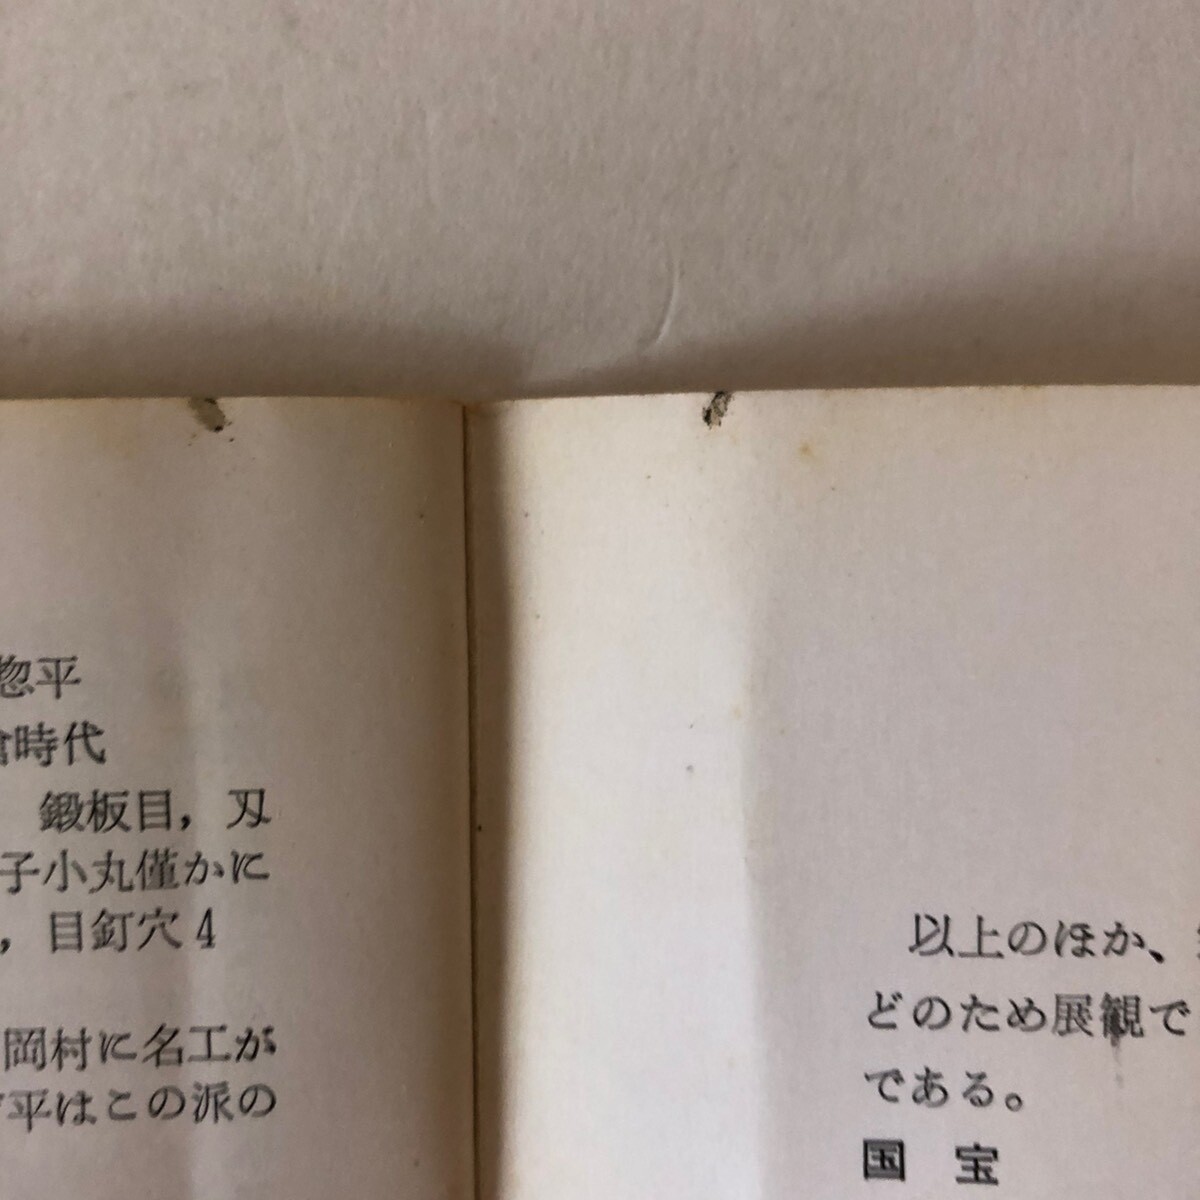 惣平
倉時代
鍛板目，刃
子小丸僅かに
，目釘穴4
岡村に名工が
平はこの派の
以上のほか、
どのため展観で
である。
国宝